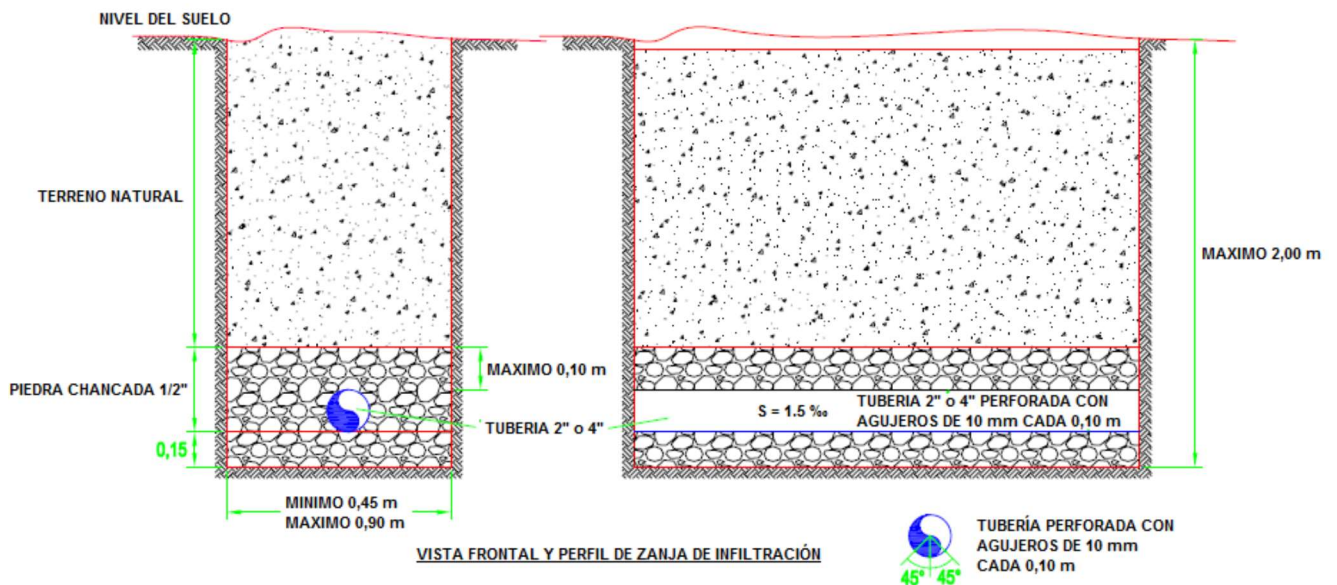 NIVEL DEL SUELO
TERRENO NATURAL
MAXIMO 2,00 m
PIEDRA CHANCADA 1/2"
MAXIMO 0,10 m
TUBERIA 2" o 4"
S = 1.5 ‰
TUBERIA 2" o 4" PERFORADA CON
AGUJEROS DE 10 mm CADA 0,10 m
0,15
MINIMO 0,45 m
MAXIMO 0,90 m
VISTA FRONTAL Y PERFIL DE ZANJA DE INFILTRACIÓN
45° 45°
TUBERÍA PERFORADA CON
AGUJEROS DE 10 mm
CADA 0,10 m